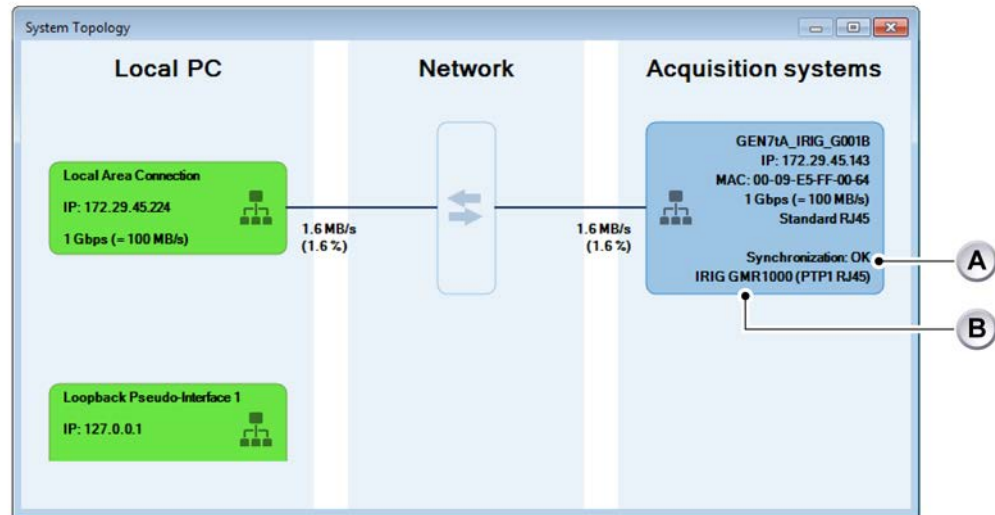 System Topology
Local PC
Network
Acquisition systems
Local Area Connection
IP: 172.29.45.224
1 Gbps (= 100 MB/s)
1.6 MB/s
(1.6 %)
1.6 MB/s
(1.6 %)
GEN7tA_IRIG_G001B
IP: 172.29.45.143
MAC: 00-09-E5-FF-00-64
1 Gbps (= 100 MB/s)
Standard RJ45
Synchronization: OK
IRIG GMR1000 (PTP1 RJ45)
A
B
Loopback Pseudo-Interface 1
IP: 127.0.0.1